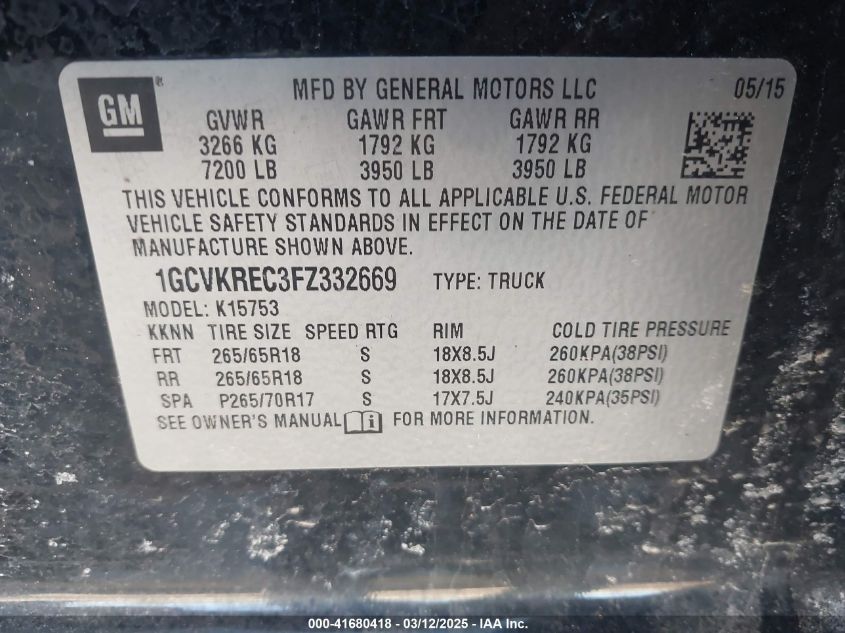 GM ®
MFD BY GENERAL MOTORS LLC 05/15
GVWR GAWR FRT GAWR RR
3266 KG 1792 KG 1792 KG
7200 LB 3950 LB 3950 LB
THIS VEHICLE CONFORMS TO ALL APPLICABLE U.S. FEDERAL MOTOR
VEHICLE SAFETY STANDARDS IN EFFECT ON THE DATE OF
MANUFACTURE SHOWN ABOVE.
1GCVKREC3FZ332669 TYPE: TRUCK
MODEL: K15753
KKNN TIRE SIZE SPEED RTG RIM COLD TIRE PRESSURE
FRT 265/65R18 S 18X8.5J 260KPA(38PSI)
RR 265/65R18 S 18X8.5J 260KPA(38PSI)
SPA P265/70R17 S 17X7.5J 240KPA(35PSI)
SEE OWNER'S MANUAL i FOR MORE INFORMATION.
000-41680418 - 03/12/2025 - IAA Inc.